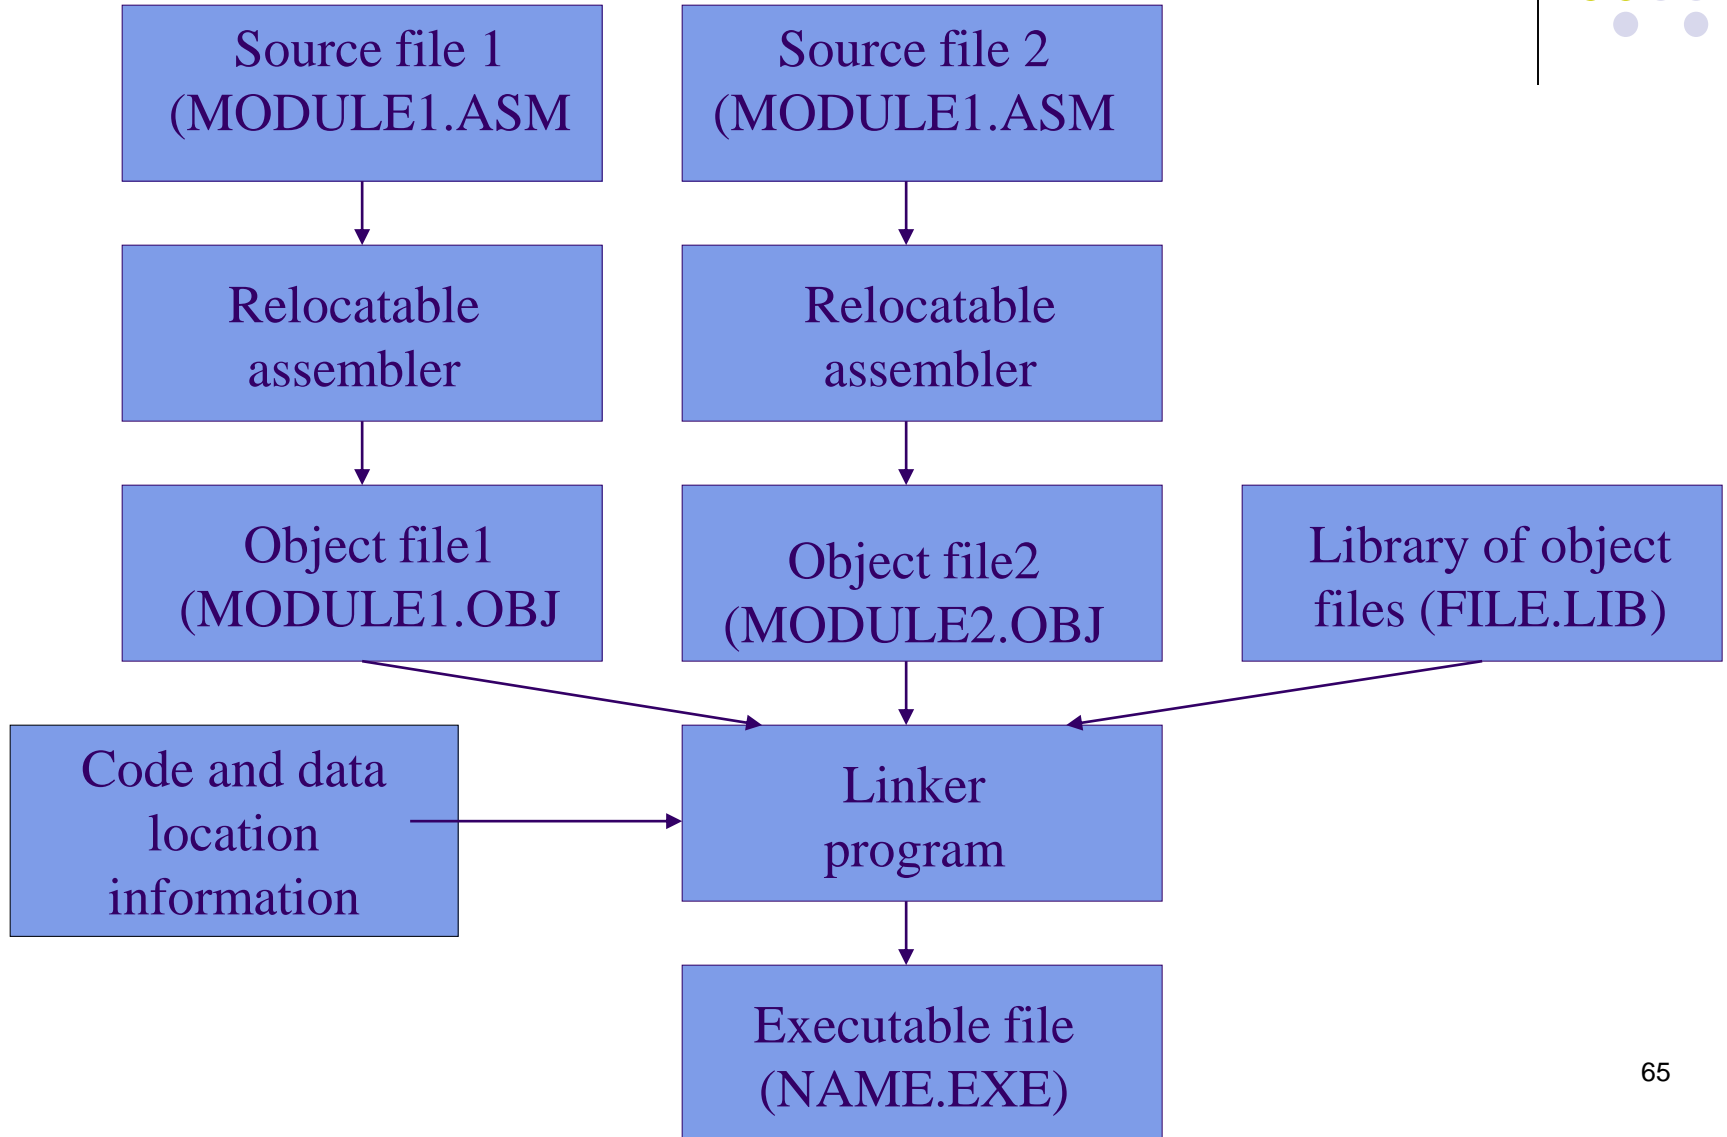 Source file 1
(MODULE1.ASM
Source file 2
(MODULE1.ASM
Relocatable
assembler
Relocatable
assembler
Object file1
(MODULE1.OBJ
Object file2
(MODULE2.OBJ
Library of object
files (FILE.LIB)
Code and data
location
information
Linker
program
Executable file
(NAME.EXE)
65